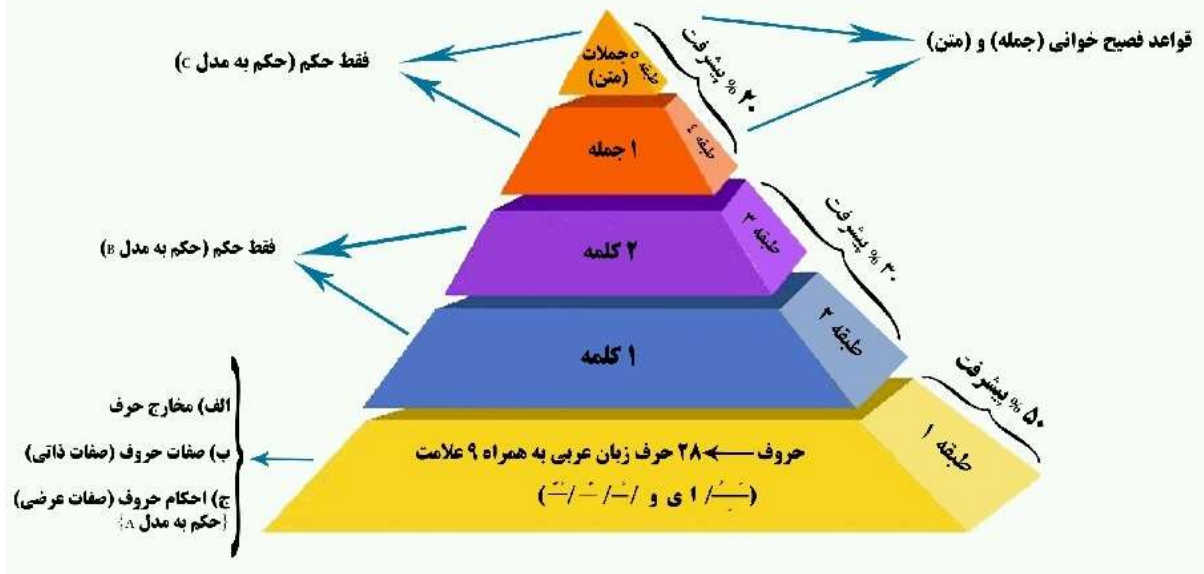 قواعد فصیح خوانی (جمله) و (متن)
۲۰ % پیشرفت
طبقه ۵
جملات
(متن)
فقط حکم (حکم به مدل C)
طبقه ٤
۱ جمله
۳۰ % پیشرفت
طبقه ۳
۲ کلمه
فقط حکم (حکم به مدل B)
طبقه ۲
۱ کلمه
۵۰ % پیشرفت
طبقه ۱
حروف ← ۲۸ حرف زبان عربی به همراه ۹ علامت
ا ی و
الف) مخارج حرف
ب) صفات حروف (صفات ذاتی)
ج) احکام حروف (صفات عرضی)
{حکم به مدل A}